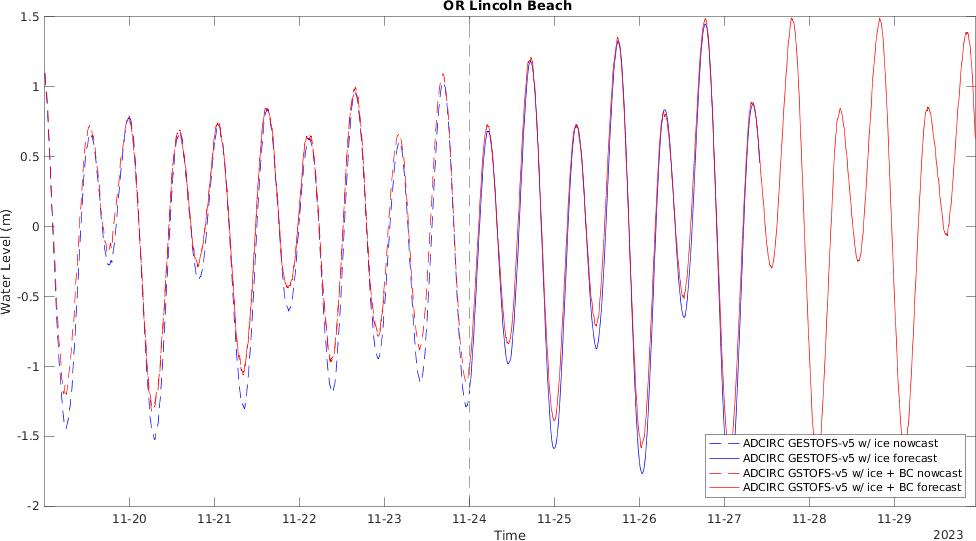 OR Lincoln Beach
1.5
1
0.5
0
-0.5
-1
-1.5
-2
Water Level (m)
11-20
11-21
11-22
11-23
11-24
11-25
11-26
11-27
11-28
11-29
Time
2023
ADCIRC GESTOFS-v5 w/ ice nowcast
ADCIRC GESTOFS-v5 w/ ice forecast
ADCIRC GSTOFS-v5 w/ ice + BC nowcast
ADCIRC GSTOFS-v5 w/ ice + BC forecast